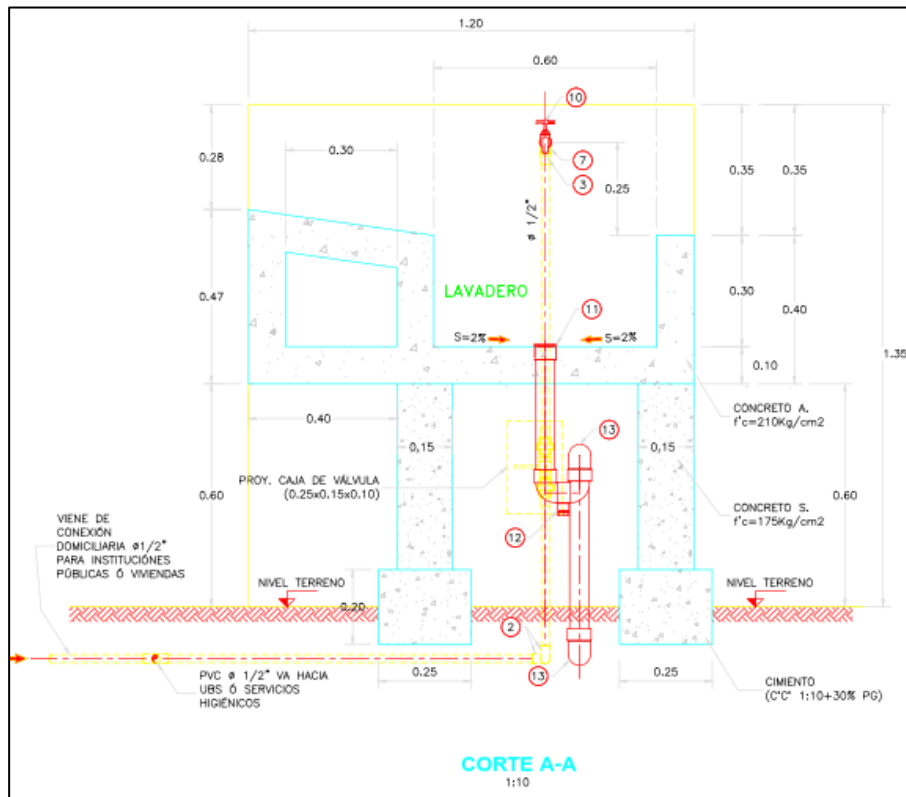 1.20
0.60
10
0.28
0.30
7
3
0.25
0.35
0.35
ø 1/2"
LAVADERO
0.47
11
0.30
0.40
S=2%
S=2%
1.35
0.10
0.40
CONCRETO A.
f'c=210Kg/cm2
13
0,15
0,15
PROY. CAJA DE VÁLVULA
(0.25x0.15x0.10)
0.60
0.60
CONCRETO S.
f'c=175Kg/cm2
VIENE DE
CONEXIÓN
DOMICILIARIA ø1/2"
PARA INSTITUCIÓNES
PÚBLICAS Ó VIVIENDAS
12
NIVEL TERRENO
NIVEL TERRENO
0.20
2
PVC ø 1/2" VA HACIA
UBS Ó SERVICIOS
HIGIÉNICOS
0.25
13
0.25
CIMIENTO
(C°C° 1:10+30% PG)
CORTE A-A
1:10